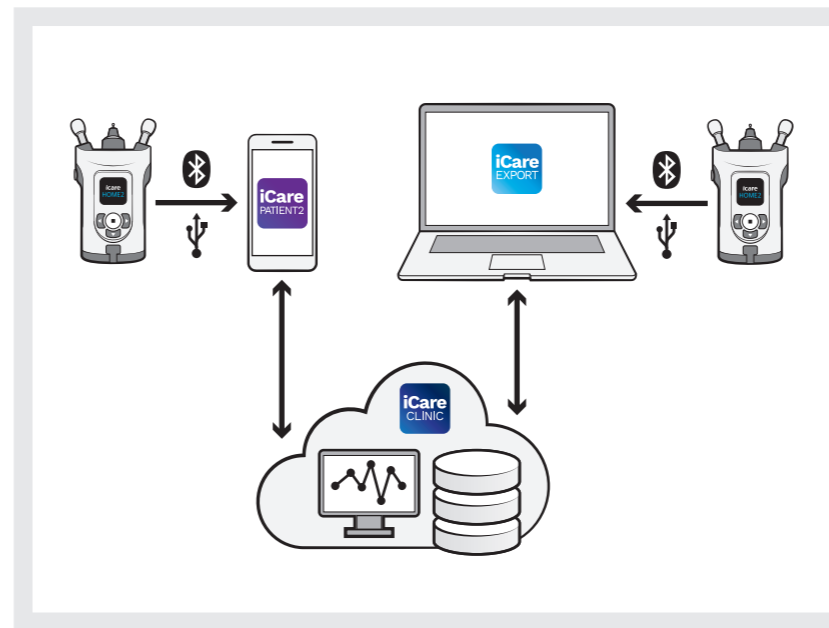 icare
HOME2
iCare
PATIENT2
iCare
EXPORT
icare
HOME2
iCare
CLINIC